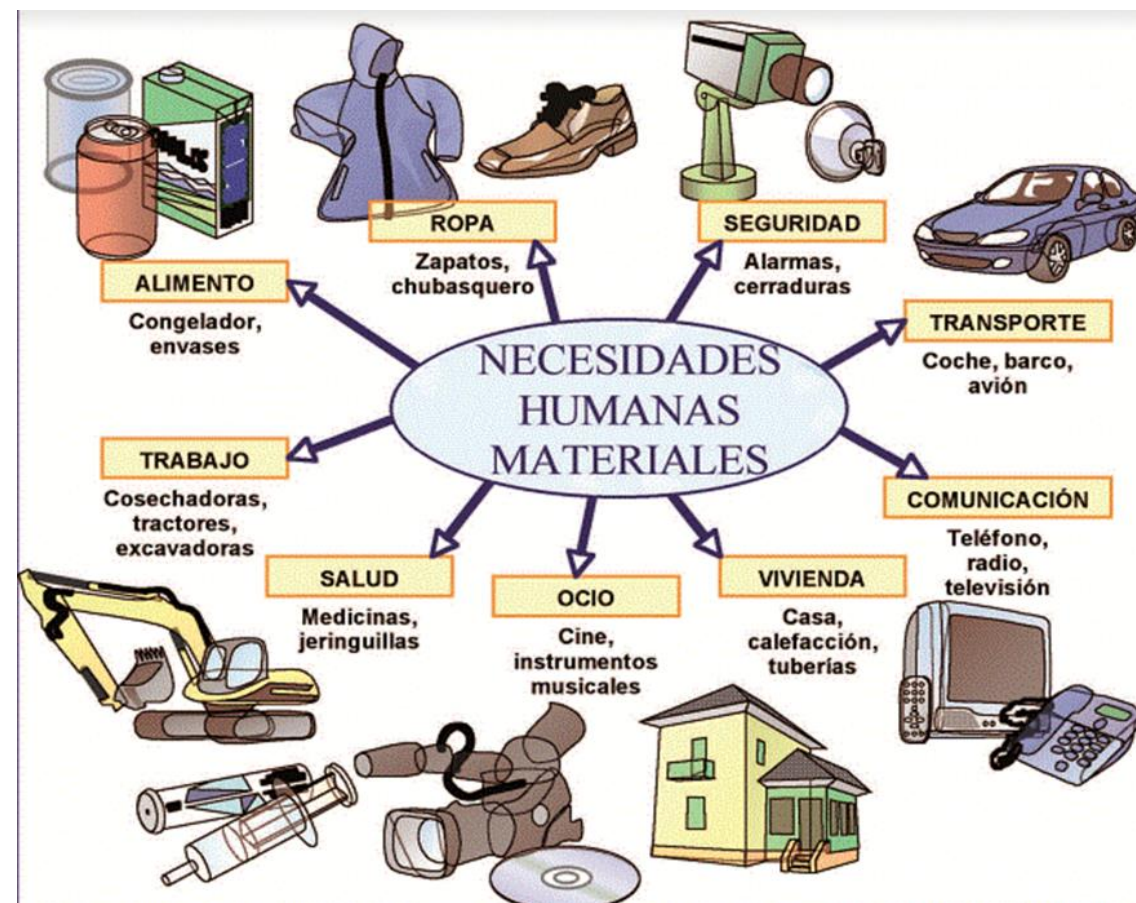 ROPA
Zapatos,
chubasquero
SEGURIDAD
Alarmas,
cerraduras
ALIMENTO
Congelador,
envases
TRANSPORTE
Coche, barco,
avión
NECESIDADES
HUMANAS
MATERIALES
TRABAJO
Cosechadoras,
tractores,
excavadoras
COMUNICACIÓN
Teléfono,
radio,
televisión
SALUD
Medicinas,
jeringuillas
OCIO
Cine,
instrumentos
musicales
VIVIENDA
Casa,
calefacción,
tuberías